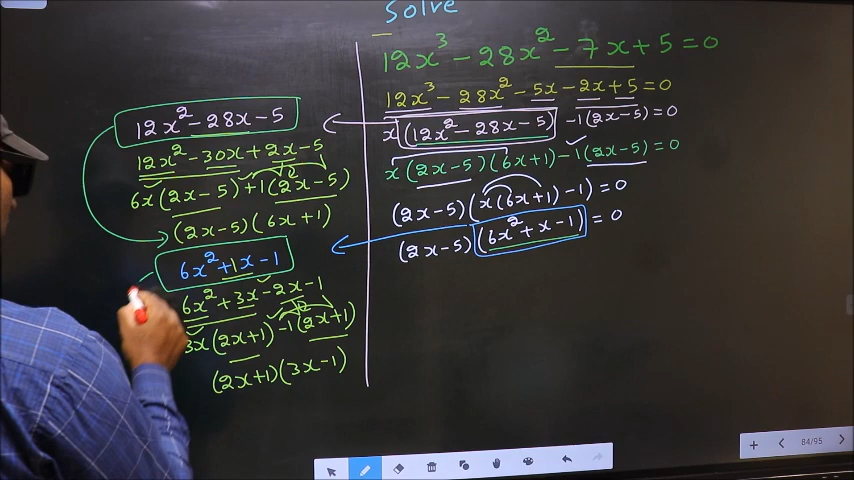 Solve
12x³ - 28x² - 7x + 5 = 0
12x³ - 28x² - 5x - 2x + 5 = 0
x(12x² - 28x - 5) -1(2x-5) = 0
x(2x-5)(6x+1) - 1(2x-5) = 0
(2x-5)(x(6x+1) -1) = 0
(2x-5)(6x² + x - 1) = 0
12x² - 28x - 5
12x² - 30x + 2x - 5
6x(2x-5) + 1(2x-5)
(2x-5)(6x+1)
6x² + 1x - 1
6x² + 3x - 2x - 1
3x(2x+1) - 1(2x+1)
(2x+1)(3x-1)
84/95